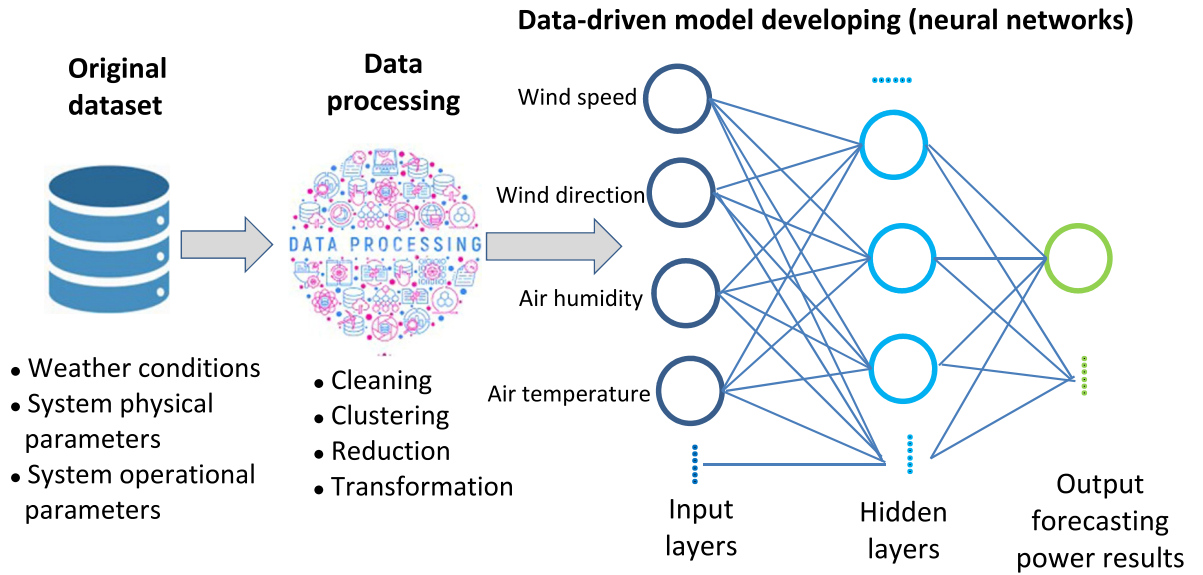 Data-driven model developing (neural networks)
Original
dataset
Data
processing
DATA PROCESSING
• Weather conditions
• System physical
parameters
• System operational
parameters
• Cleaning
• Clustering
• Reduction
• Transformation
Wind speed
Wind direction
Air humidity
Air temperature
Input
layers
Hidden
layers
Output
forecasting
power results